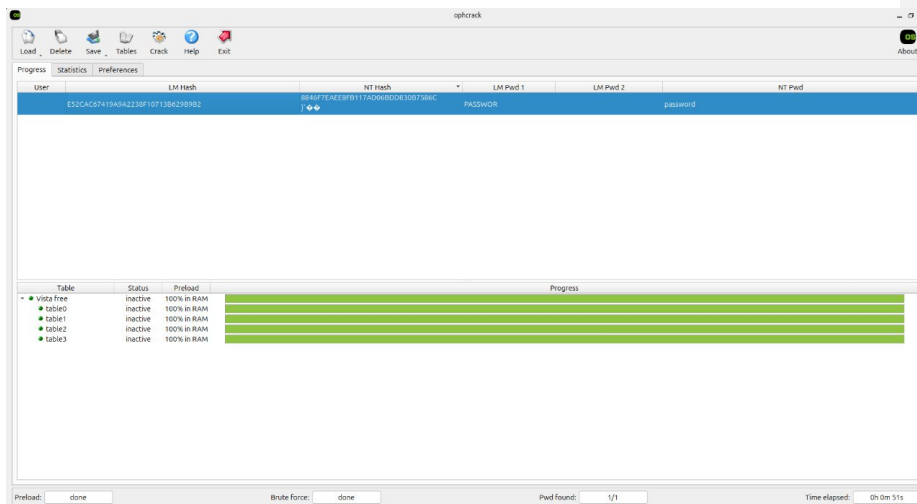 ophcrack
OS
Load Delete Save Tables Crack Help Exit About
Progress Statistics Preferences
User LM Hash NT Hash LM Pwd 1 LM Pwd 2 NT Pwd
E52CAC67419A9A2238F10713B629B9B2 8846F7EAEE8FB117AD06BDD830B7586C PASSWOR password
Table Status Preload Progress
Vista free inactive 100% in RAM
table0 inactive 100% in RAM
table1 inactive 100% in RAM
table2 inactive 100% in RAM
table3 inactive 100% in RAM
Preload: done Brute force: done Pwd found: 1/1 Time elapsed: 0h 0m 51s